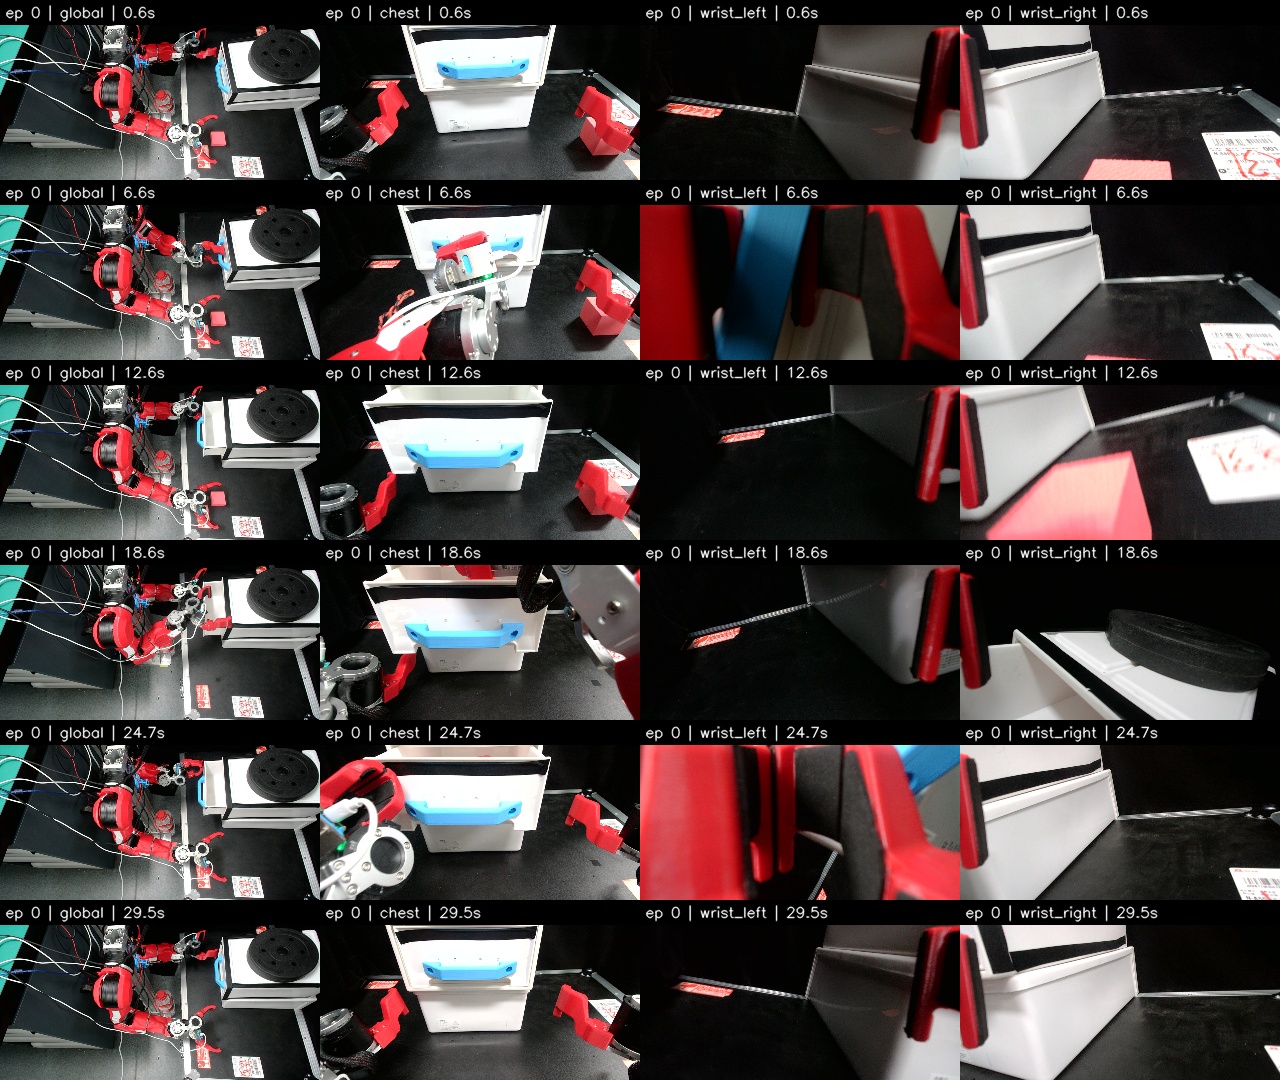 ep 0 | global | 0.6s
ep 0 | chest | 0.6s
ep 0 | wrist_left | 0.6s
ep 0 | wrist_right | 0.6s
ep 0 | global | 6.6s
ep 0 | chest | 6.6s
ep 0 | wrist_left | 6.6s
ep 0 | wrist_right | 6.6s
ep 0 | global | 12.6s
ep 0 | chest | 12.6s
ep 0 | wrist_left | 12.6s
ep 0 | wrist_right | 12.6s
ep 0 | global | 18.6s
ep 0 | chest | 18.6s
ep 0 | wrist_left | 18.6s
ep 0 | wrist_right | 18.6s
ep 0 | global | 24.7s
ep 0 | chest | 24.7s
ep 0 | wrist_left | 24.7s
ep 0 | wrist_right | 24.7s
ep 0 | global | 29.5s
ep 0 | chest | 29.5s
ep 0 | wrist_left | 29.5s
ep 0 | wrist_right | 29.5s